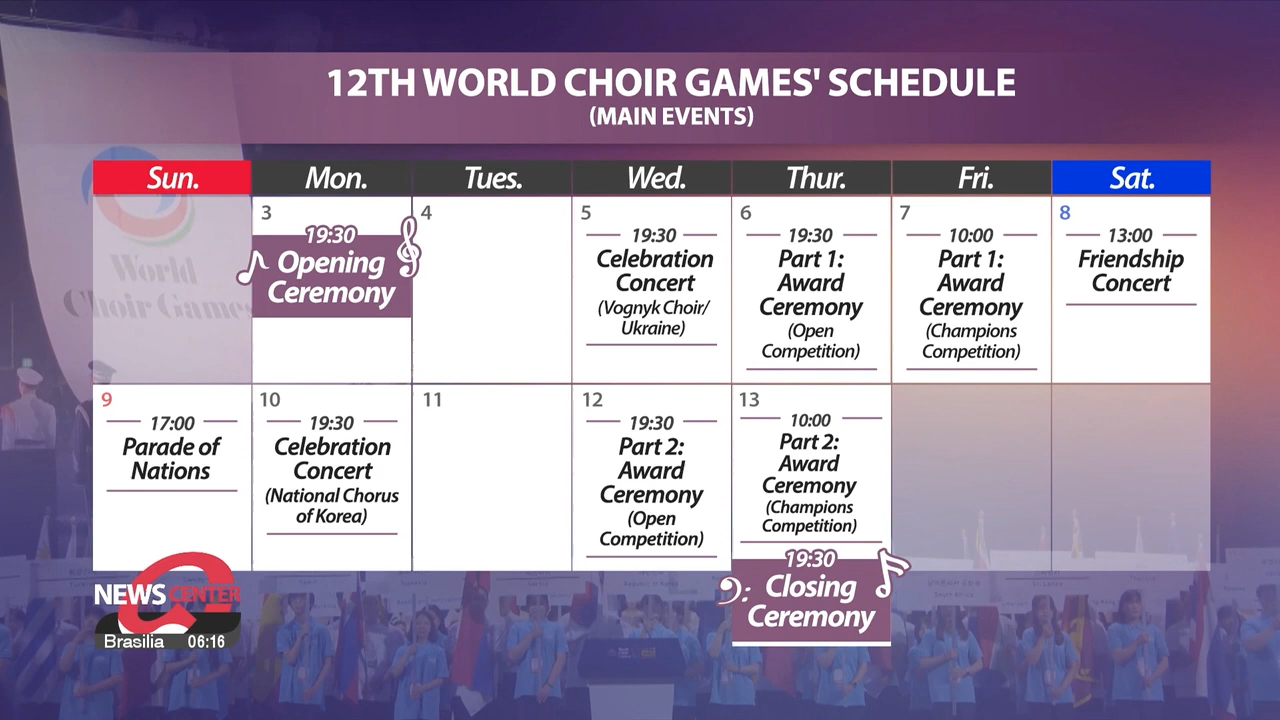 12TH WORLD CHOIR GAMES' SCHEDULE
(MAIN EVENTS)
Sun.
Mon.
Tues.
Wed.
Thur.
Fri.
Sat.
World
Choir Games
3
19:30
Opening
Ceremony
4
5
19:30
Celebration
Concert
(Vognyk Choir/
Ukraine)
6
19:30
Part 1:
Award
Ceremony
(Open
Competition)
7
10:00
Part 1:
Award
Ceremony
(Champions
Competition)
8
13:00
Friendship
Concert
9
17:00
Parade of
Nations
10
19:30
Celebration
Concert
(National Chorus
of Korea)
11
12
19:30
Part 2:
Award
Ceremony
(Open
Competition)
13
10:00
Part 2:
Award
Ceremony
(Champions
Competition)
19:30
Closing
Ceremony
NEWS CENTER
Brasilia 06:16